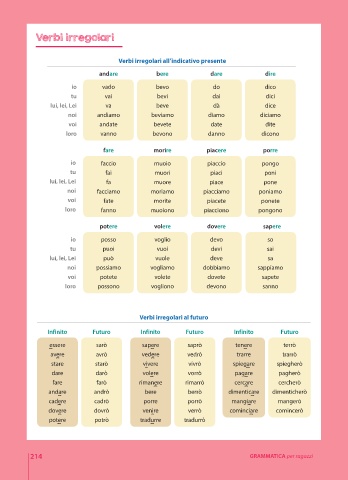 Verbi irregolari
Verbi irregolari all'indicativo presente
andare bere dare dire
io vado bevo do dico
tu vai bevi dai dici
lui, lei, Lei va beve dà dice
noi andiamo beviamo diamo diciamo
voi andate bevete date dite
loro vanno bevono danno dicono
fare morire piacere porre
io faccio muoio piaccio pongo
tu fai muori piaci poni
lui, lei, Lei fa muore piace pone
noi facciamo moriamo piacciamo poniamo
voi fate morite piacete ponete
loro fanno muoiono piacciono pongono
potere volere dovere sapere
io posso voglio devo so
tu puoi vuoi devi sai
lui, lei, Lei può vuole deve sa
noi possiamo vogliamo dobbiamo sappiamo
voi potete volete dovete sapete
loro possono vogliono devono sanno
Verbi irregolari al futuro
Infinito Futuro Infinito Futuro Infinito Futuro
essere sarò sapere saprò tenere terrò
avere avrò vedere vedrò trarre trarrò
stare starò vivere vivrò spiegare spiegherò
dare darò volere vorrò pagare pagherò
fare farò rimanere rimarrò cercare cercherò
andare andrò bere berrò dimenticare dimenticherò
cadere cadrò porre porrò mangiare mangerò
dovere dovrò venire verrò cominciare comincerò
potere potrò tradurre tradurrò
214 GRAMMATICA per ragazzi